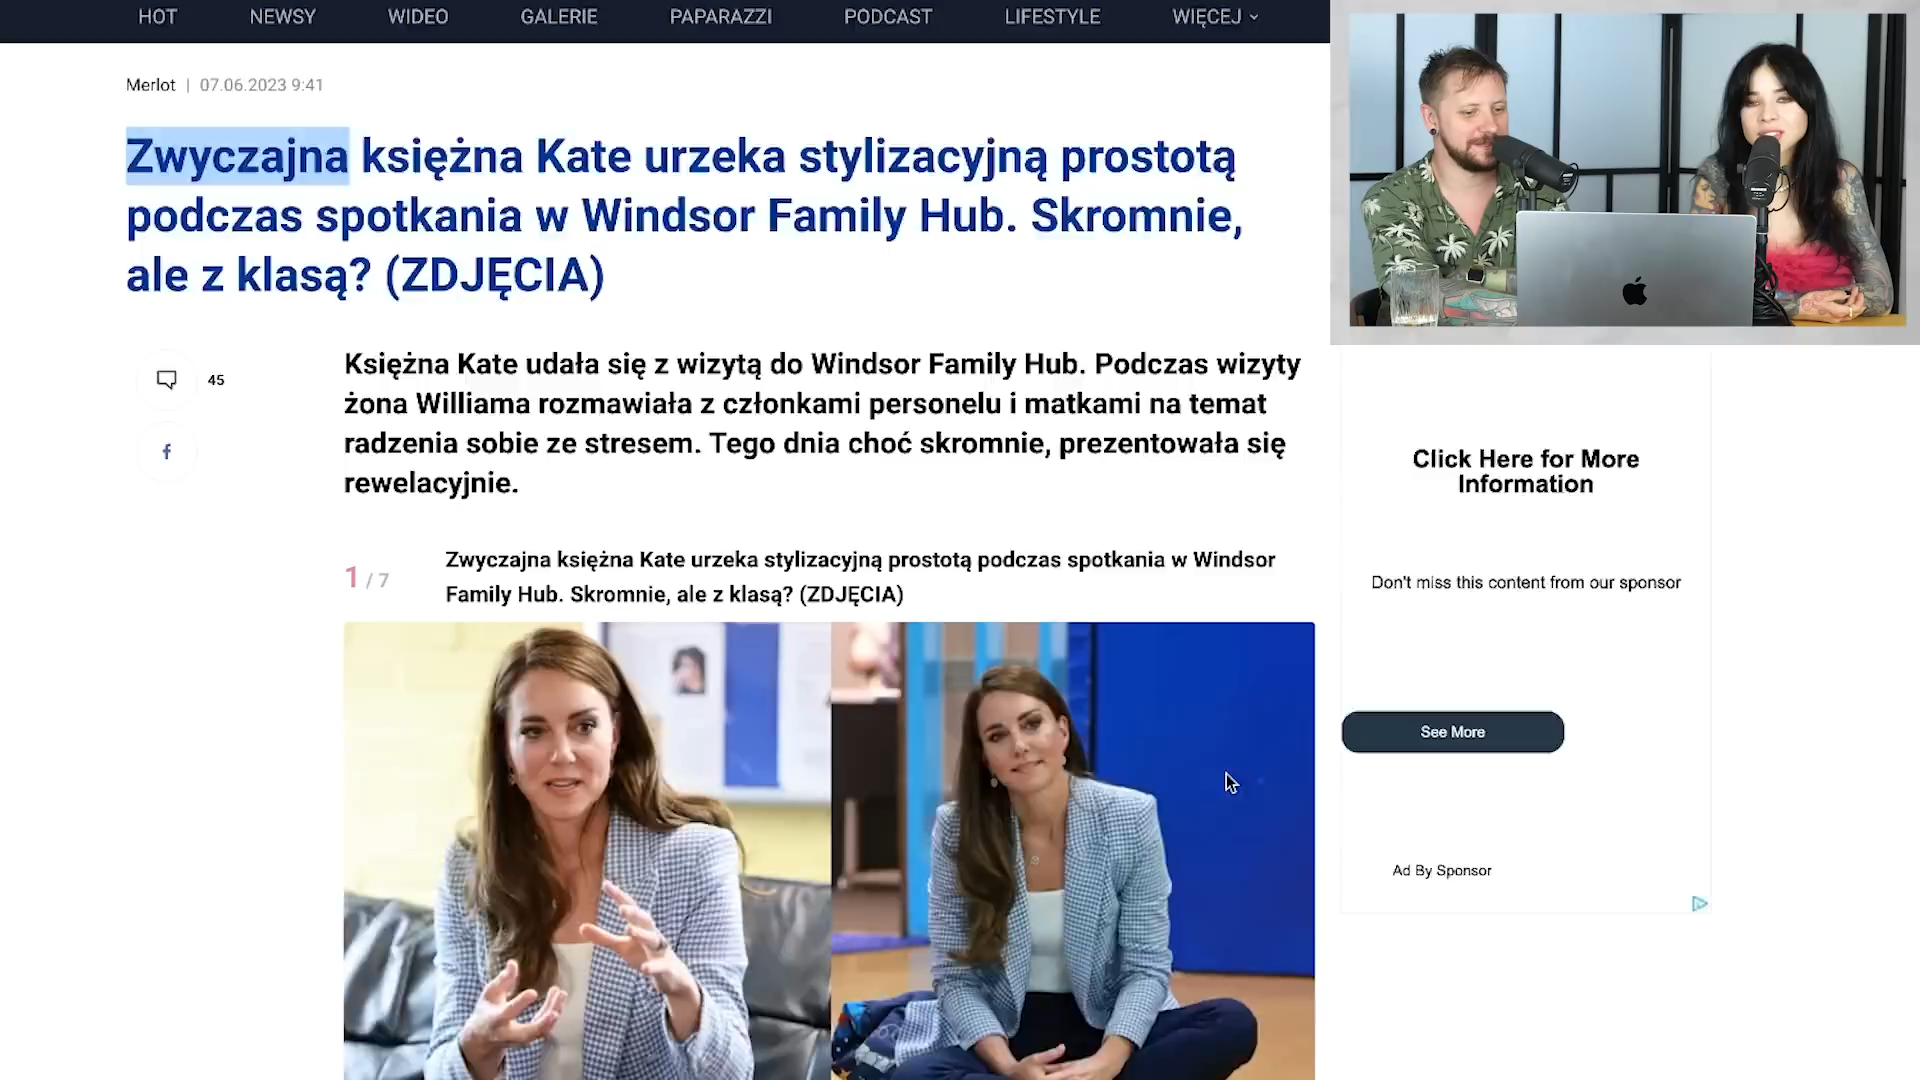 HOT NEWSY WIDEO GALERIE PAPARAZZI PODCAST LIFESTYLE WIĘCEJ
Merlot | 07.06.2023 9:41
Zwyczajna księżna Kate urzeka stylizacyjną prostotą
podczas spotkania w Windsor Family Hub. Skromnie,
ale z klasą? (ZDJĘCIA)
45
f
Księżna Kate udała się z wizytą do Windsor Family Hub. Podczas wizyty
żona Williama rozmawiała z członkami personelu i matkami na temat
radzenia sobie ze stresem. Tego dnia choć skromnie, prezentowała się
rewelacyjnie.
1 / 7
Zwyczajna księżna Kate urzeka stylizacyjną prostotą podczas spotkania w Windsor
Family Hub. Skromnie, ale z klasą? (ZDJĘCIA)
Click Here for More
Information
Don't miss this content from our sponsor
See More
Ad By Sponsor